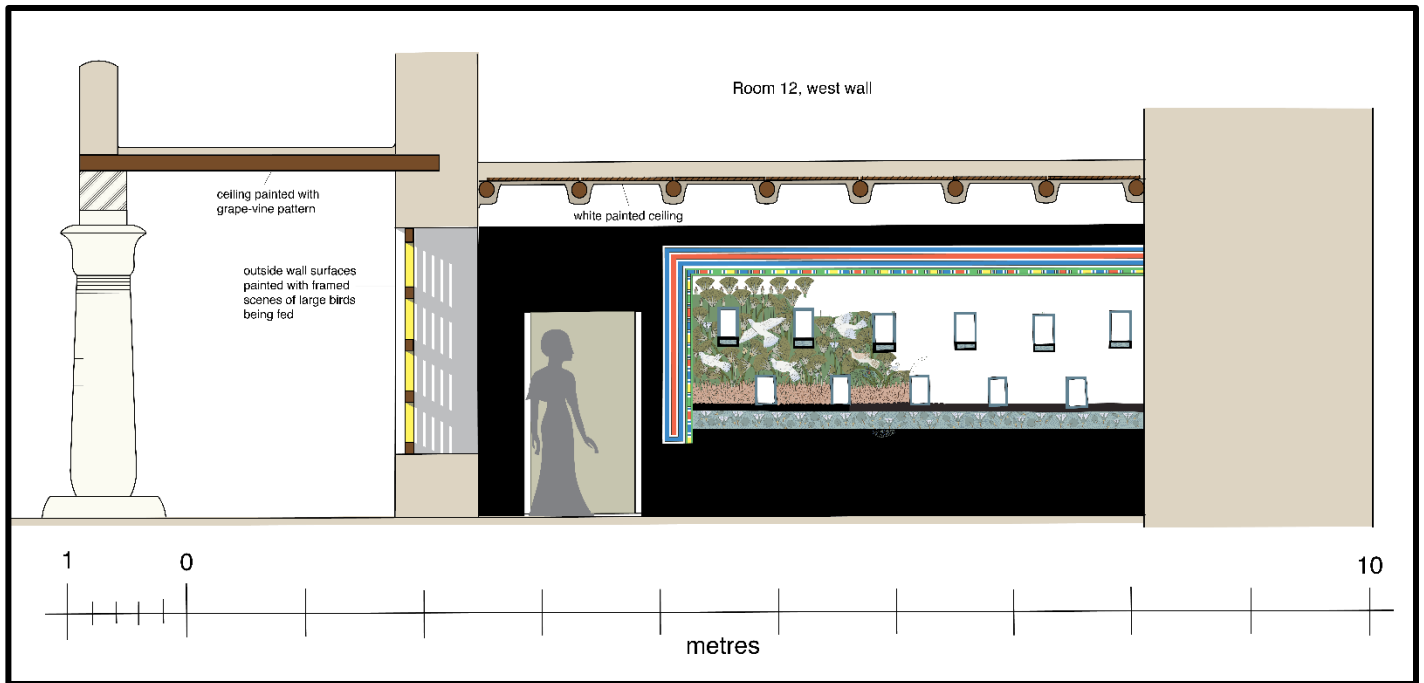 Room 12, west wall
ceiling painted with
grape-vine pattern
white painted ceiling
outside wall surfaces
painted with framed
scenes of large birds
being fed
1
0
10
metres